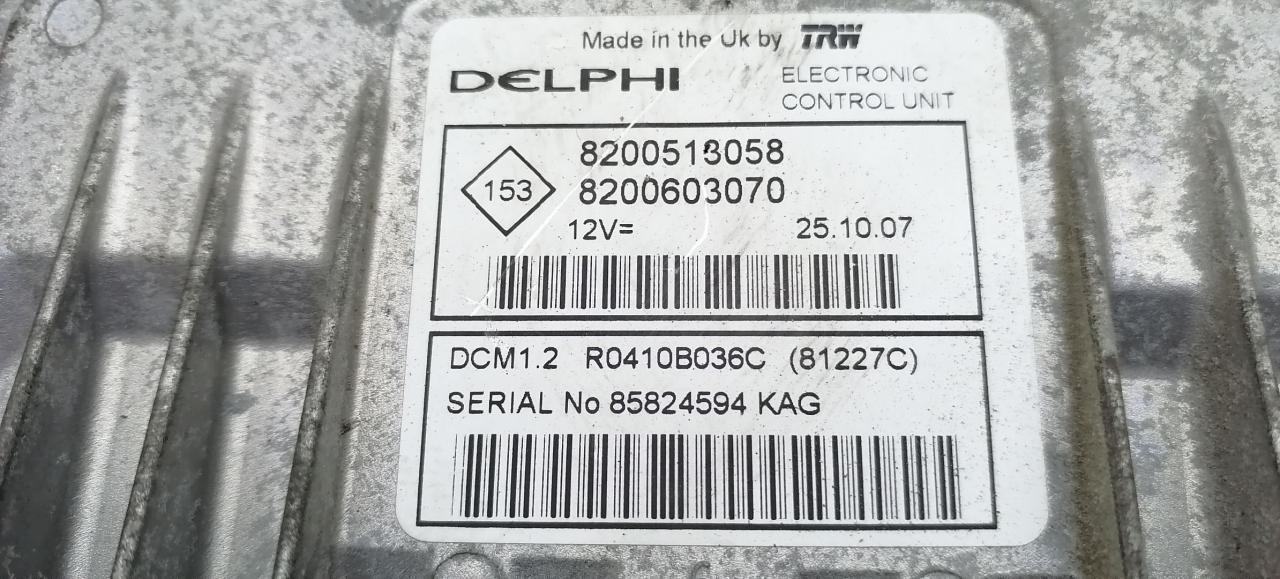 Made in the Uk by TRW
DELPHI
ELECTRONIC
CONTROL UNIT
153
8200513058
8200603070
12V=
25.10.07
DCM1.2 R0410B036C (81227C)
SERIAL No 85824594 KAG